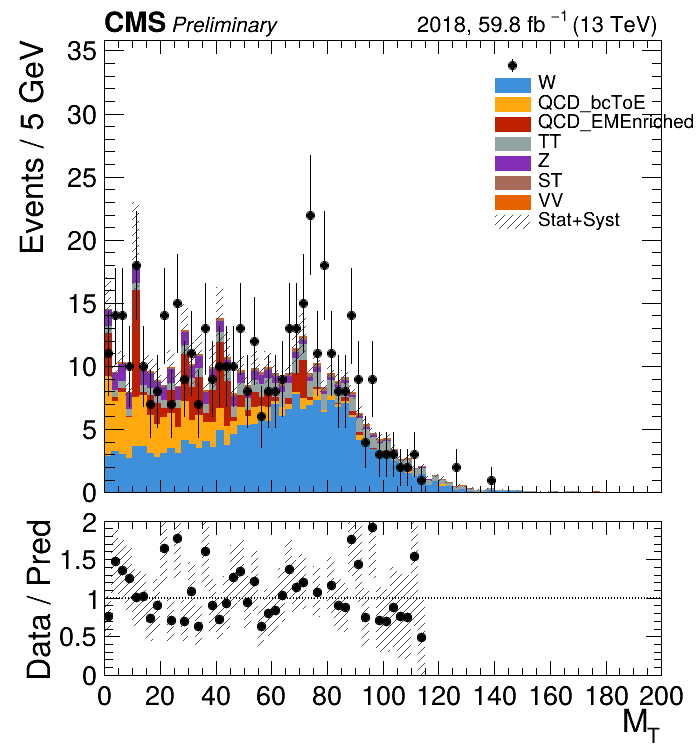 CMS Preliminary 2018, 59.8 fb⁻¹ (13 TeV)
Events / 5 GeV
35
30
25
20
15
10
5
0
W
QCD_bcToE
QCD_EMEnriched
TT
Z
ST
VV
Stat+Syst
Data / Pred
2
1.5
1
0.5
0
0 20 40 60 80 100 120 140 160 180 200
M_T